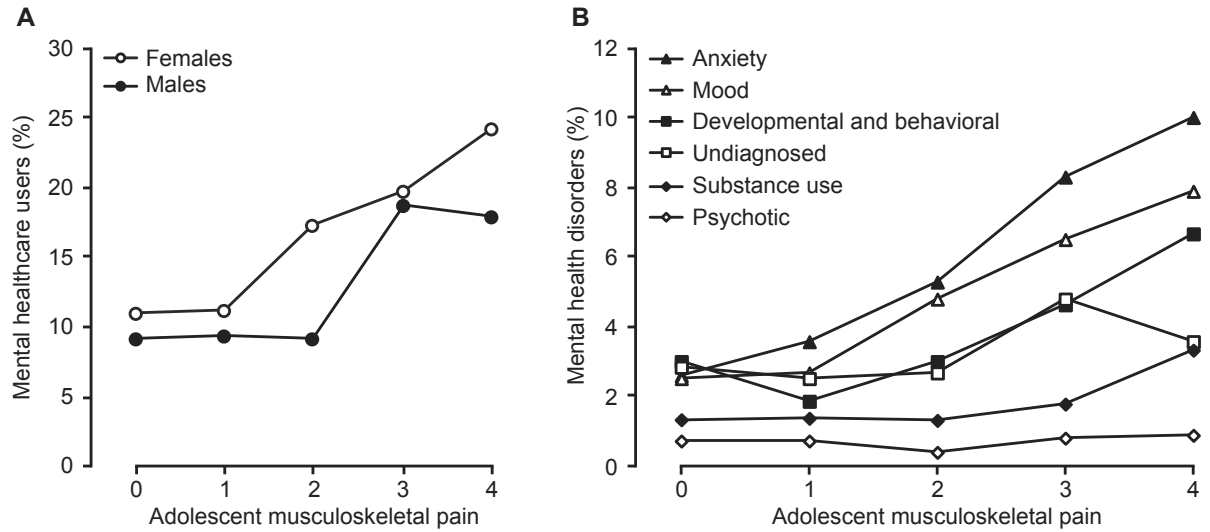 A
Mental healthcare users (%)
30
25
20
15
10
5
0
Females
Males
0 1 2 3 4
Adolescent musculoskeletal pain
B
Mental health disorders (%)
12
10
8
6
4
2
0
Anxiety
Mood
Developmental and behavioral
Undiagnosed
Substance use
Psychotic
0 1 2 3 4
Adolescent musculoskeletal pain